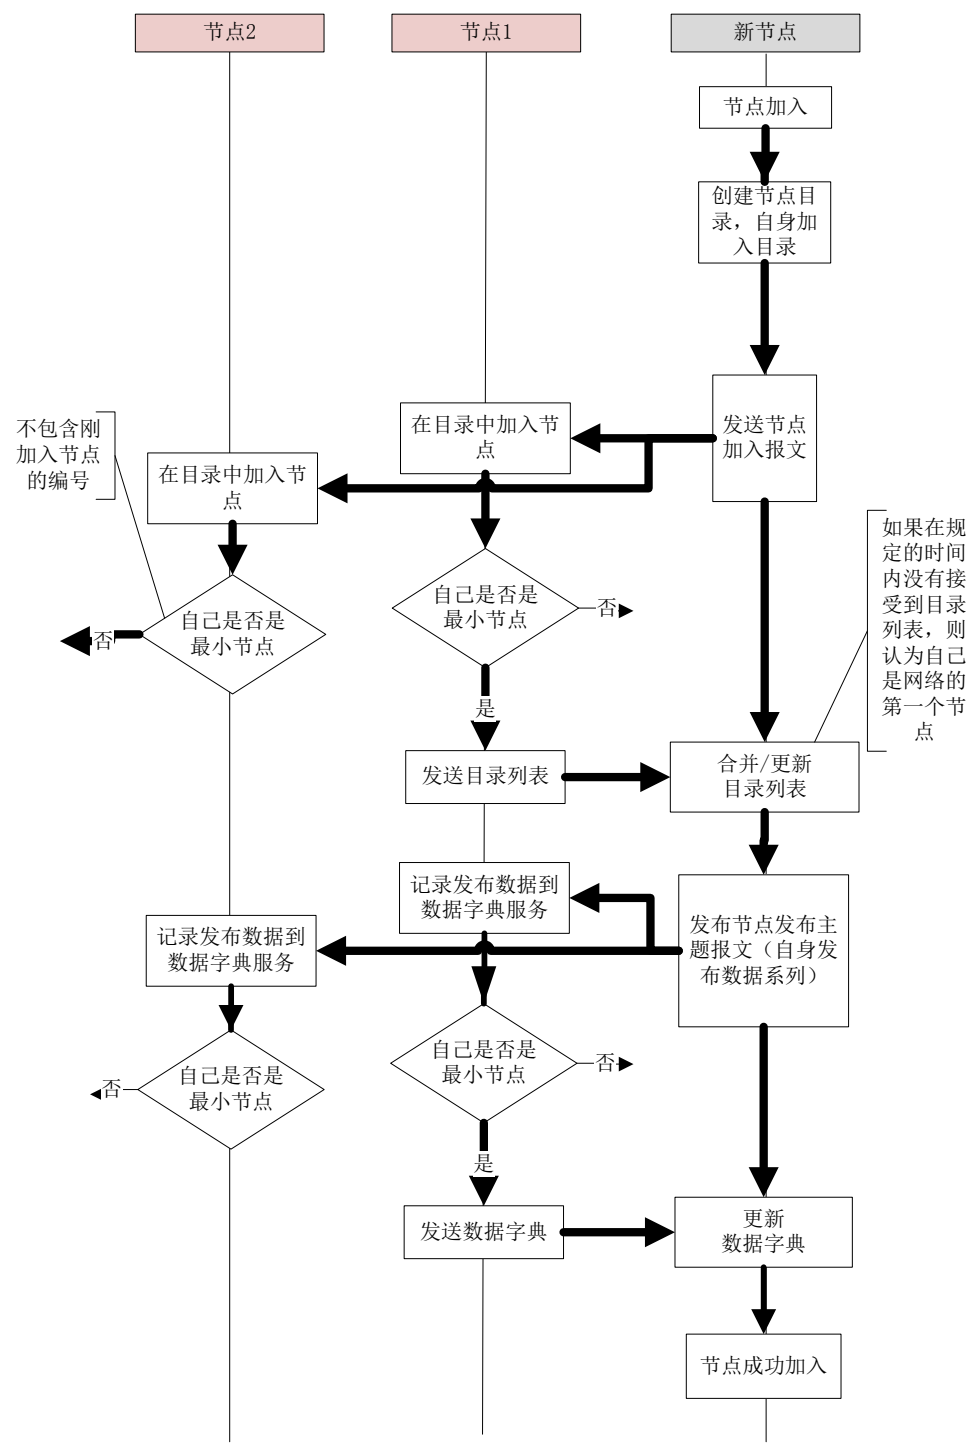 节点2
节点1
新节点
节点加入
创建节点目
录，自身加
入目录
发送节点
加入报文
在目录中加入节
点
在目录中加入节
点
不包含刚
加入节点
的编号
如果在规
定的时间
内没有接
受到目录
列表，则
认为自己
是网络的
第一个节
点
自己是否是
最小节点
否
自己是否是
最小节点
否
是
发送目录列表
合并/更新
目录列表
记录发布数据到
数据字典服务
发布节点发布主
题报文（自身发
布数据系列）
记录发布数据到
数据字典服务
自己是否是
最小节点
否
自己是否是
最小节点
否
是
发送数据字典
更新
数据字典
节点成功加入